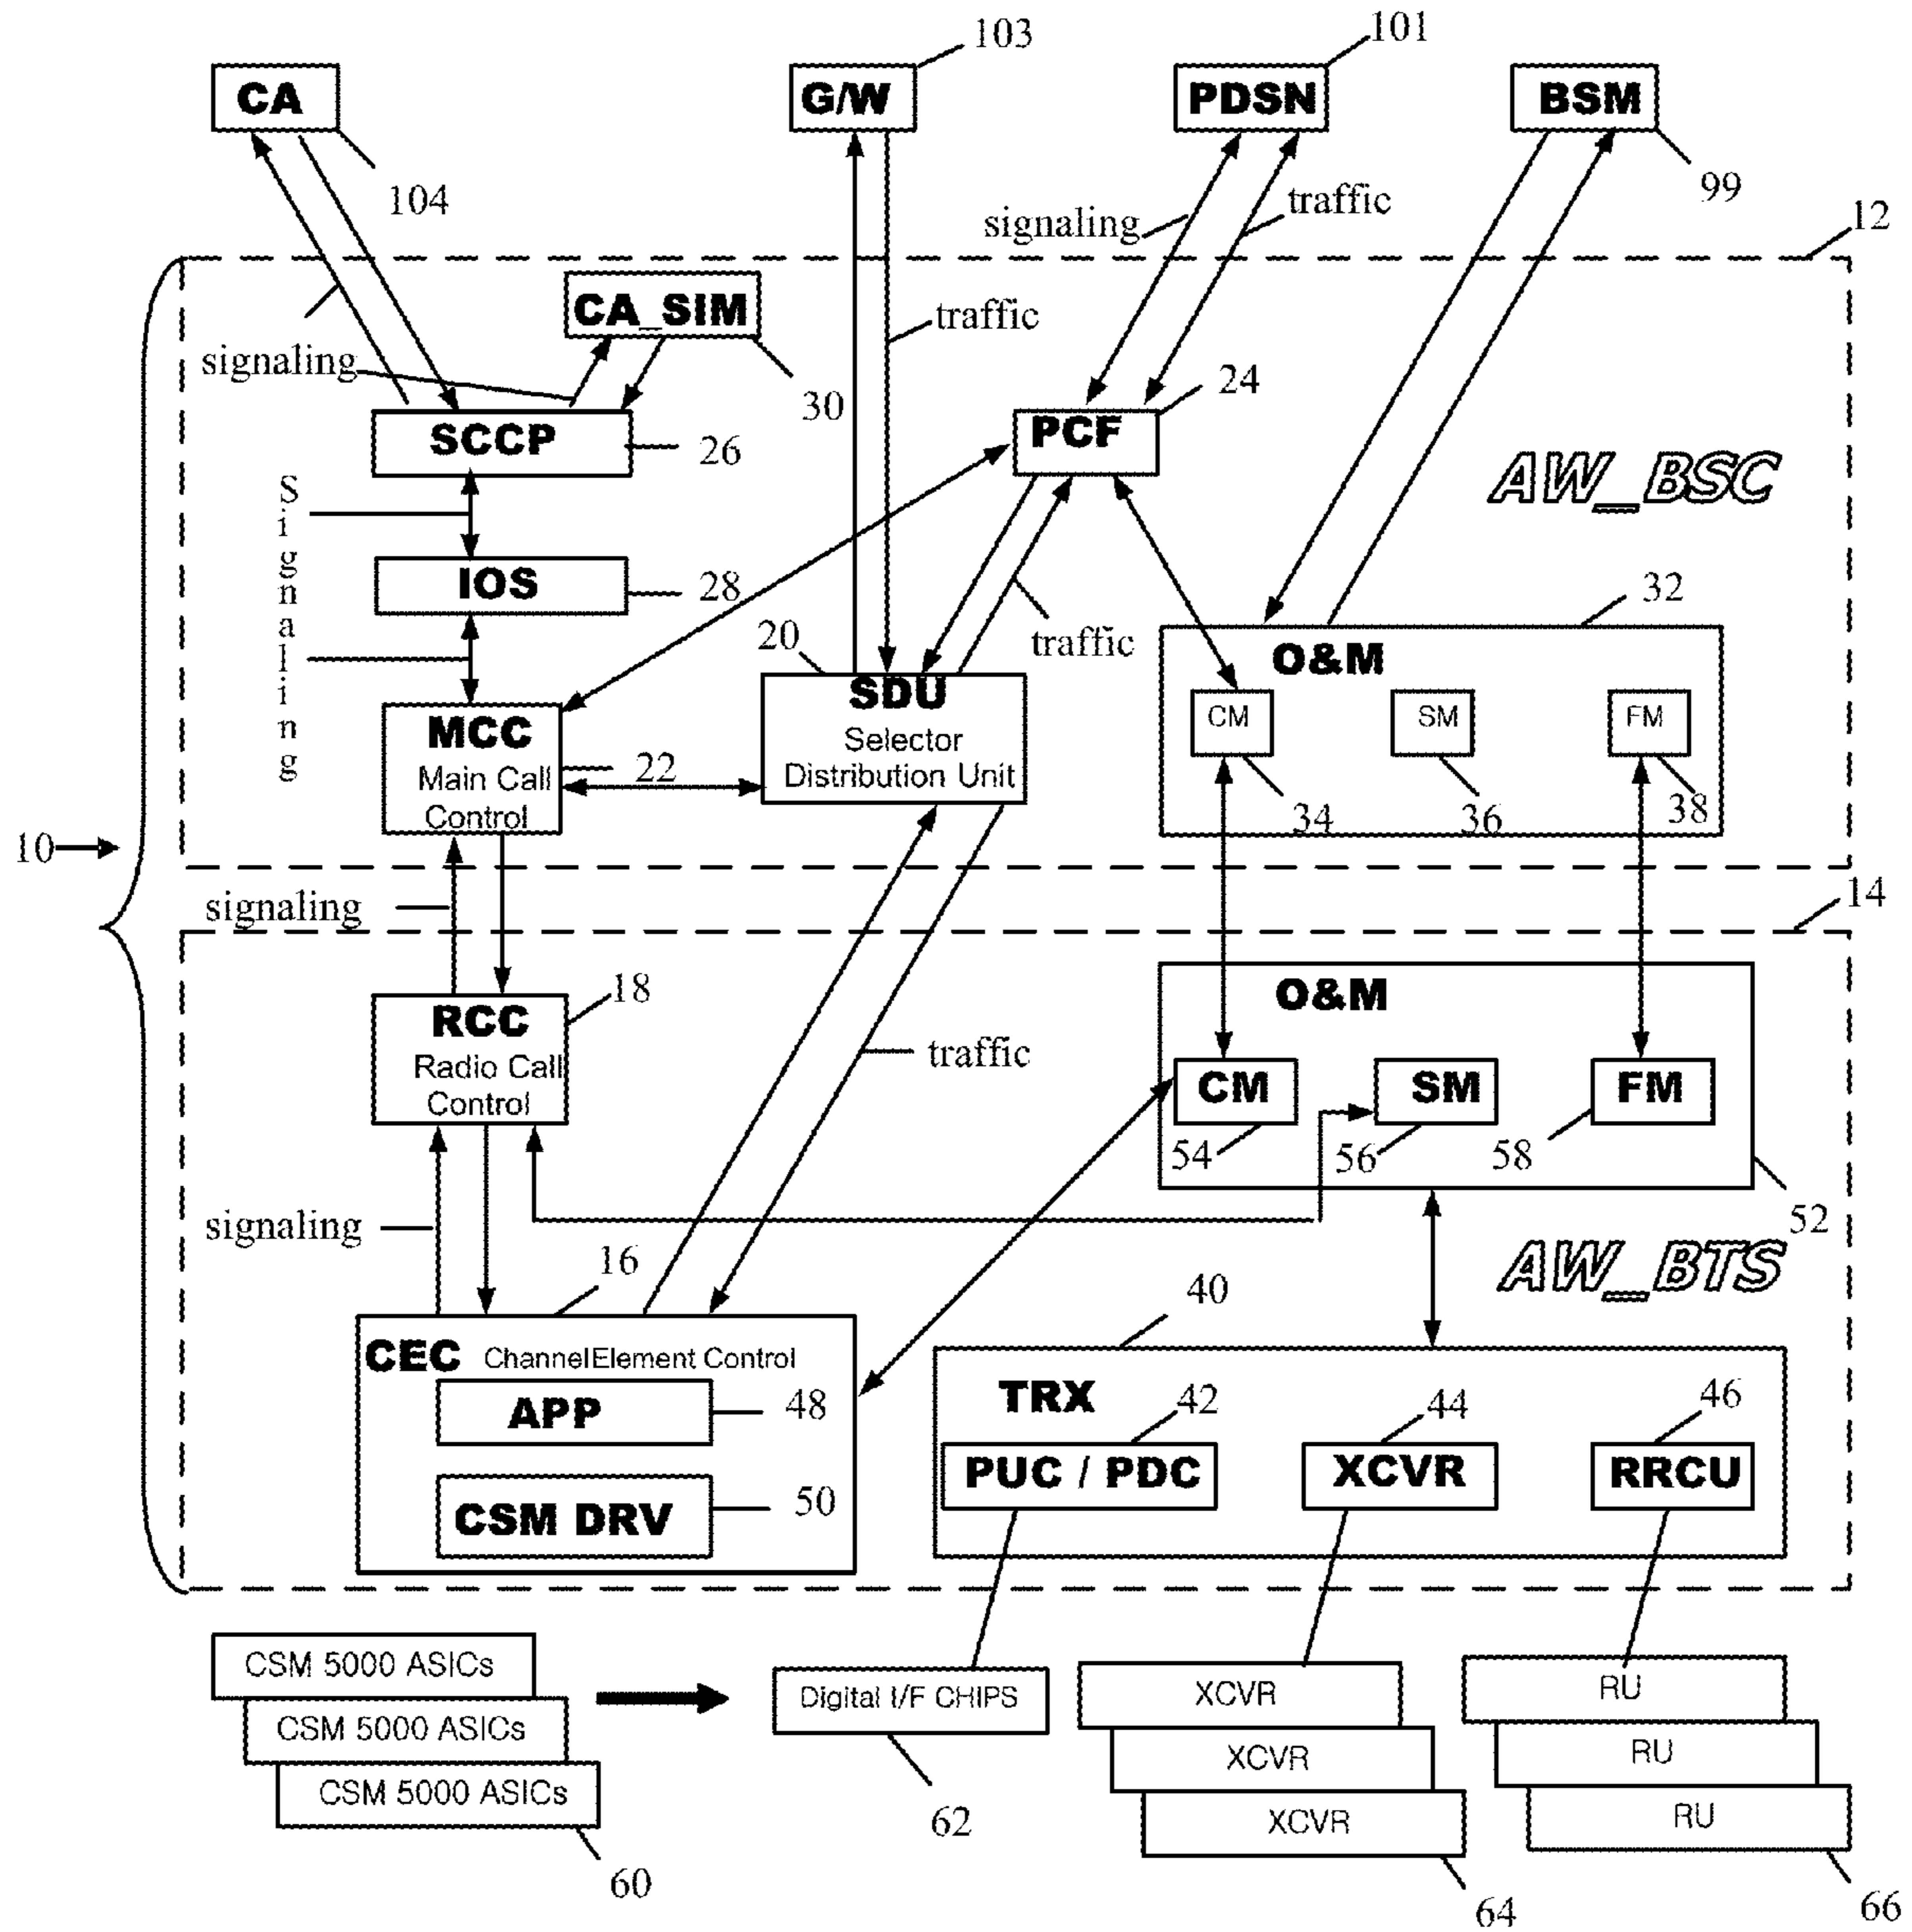 103
101
CA
G/W
PDSN
BSM
104
99
signaling
traffic
12
CA_SIM
traffic
signaling
30
24
SCCP
26
PCF
AW_BSC
Signaling
IOS
28
20
traffic
32
O&M
SDU
Selector
Distribution Unit
CM
SM
FM
MCC
Main Call
Control
22
34
36
38
10
signaling
14
18
RCC
Radio Call
Control
O&M
traffic
CM
SM
FM
54
56
58
52
signaling
16
AW_BTS
40
CEC
Channel Element Control
APP
48
CSM DRV
50
TRX
42
44
46
PUC / PDC
XCVR
RRCU
CSM 5000 ASICs
CSM 5000 ASICs
CSM 5000 ASICs
60
Digital I/F CHIPS
62
XCVR
XCVR
XCVR
64
RU
RU
RU
66